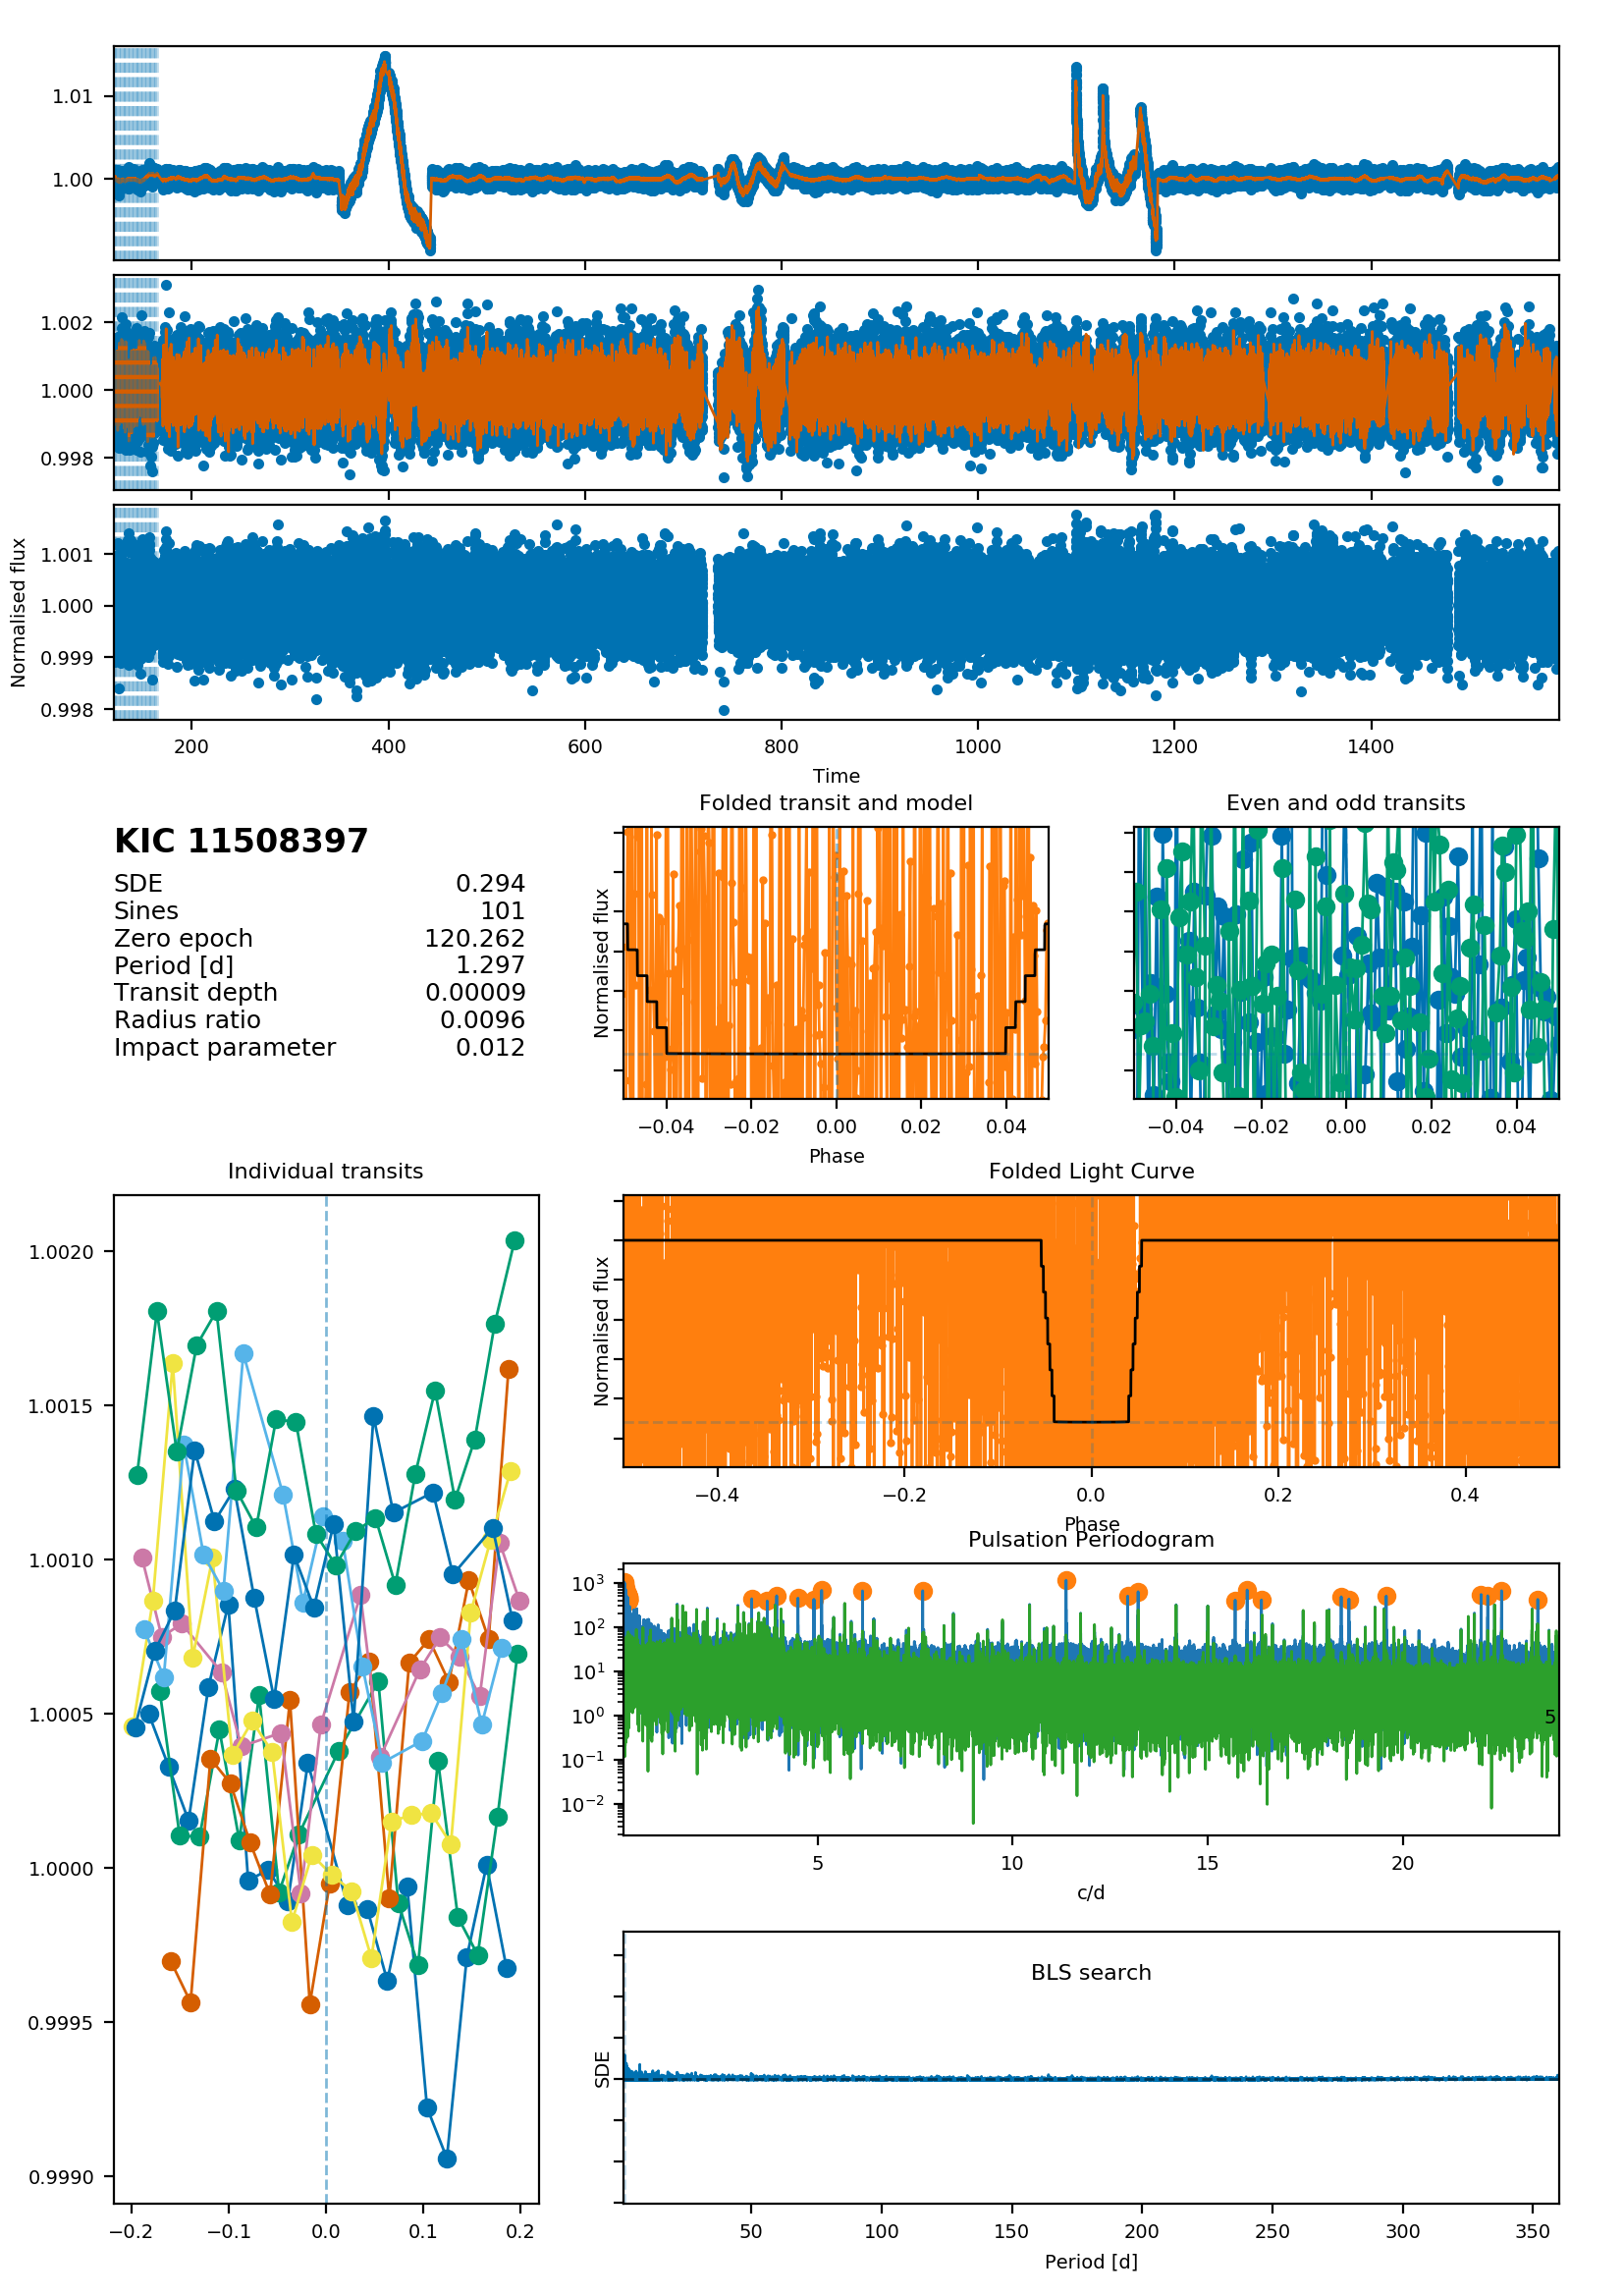 1.01
1.00
1.002
1.000
0.998
Normalised flux
1.001
1.000
0.999
0.998
200 400 600 800 1000 1200 1400
Time
KIC 11508397
SDE 0.294
Sines 101
Zero epoch 120.262
Period [d] 1.297
Transit depth 0.00009
Radius ratio 0.0096
Impact parameter 0.012
Folded transit and model
Normalised flux
−0.04 −0.02 0.00 0.02 0.04
Phase
Even and odd transits
−0.04 −0.02 0.00 0.02 0.04
Individual transits
1.0020
1.0015
1.0010
1.0005
1.0000
0.9995
0.9990
−0.2 −0.1 0.0 0.1 0.2
Folded Light Curve
Normalised flux
−0.4 −0.2 0.0 0.2 0.4
Phase
Pulsation Periodogram
10³
10²
10¹
10⁰
10⁻¹
10⁻²
5
5 10 15 20
c/d
BLS search
SDE
50 100 150 200 250 300 350
Period [d]